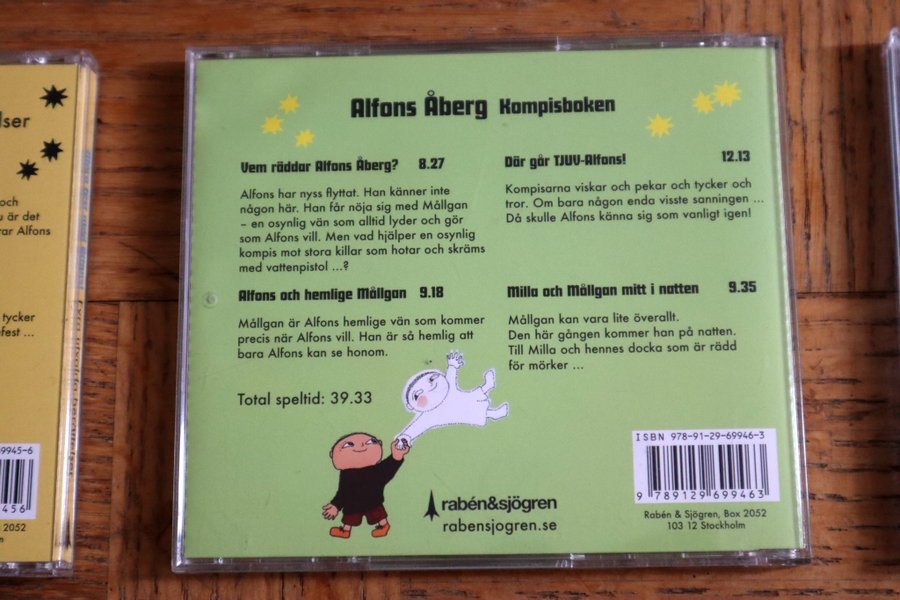 lser
och
u är det
rar Alfons
tycker
fest ...
9945-6
456
2052
Alfons Åberg Kompisboken
Vem räddar Alfons Åberg? 8.27
Alfons har nyss flyttat. Han känner inte
någon här. Han får nöja sig med Mållgan
– en osynlig vän som alltid lyder och gör
som Alfons vill. Men vad hjälper en osynlig
kompis mot stora killar som hotar och skräms
med vattenpistol ...?
Alfons och hemlige Mållgan 9.18
Mållgan är Alfons hemlige vän som kommer
precis när Alfons vill. Han är så hemlig att
bara Alfons kan se honom.
Total speltid: 39.33
Där går TJUV-Alfons! 12.13
Kompisarna viskar och pekar och tycker och
tror. Om bara någon enda visste sanningen ...
Då skulle Alfons känna sig som vanligt igen!
Milla och Mållgan mitt i natten 9.35
Mållgan kan vara lite överallt.
Den här gången kommer han på natten.
Till Milla och hennes docka som är rädd
för mörker ...
rabén&sjögren
rabensjogren.se
ISBN 978-91-29-69946-3
9 789129 699463
Rabén & Sjögren, Box 2052
103 12 Stockholm